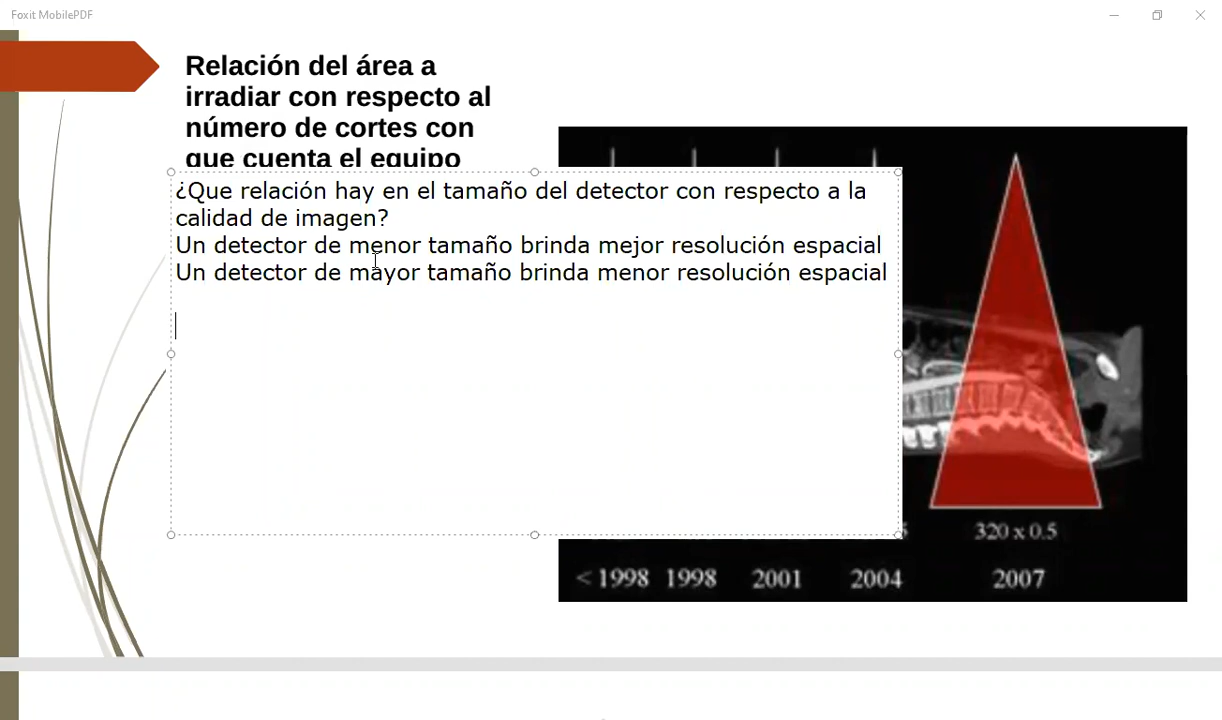 Foxit MobilePDF
Relación del área a
irradiar con respecto al
número de cortes con
que cuenta el equipo
¿Que relación hay en el tamaño del detector con respecto a la
calidad de imagen?
Un detector de menor tamaño brinda mejor resolución espacial
Un detector de mayor tamaño brinda menor resolución espacial
320 x 0.5
< 1998 1998 2001 2004 2007